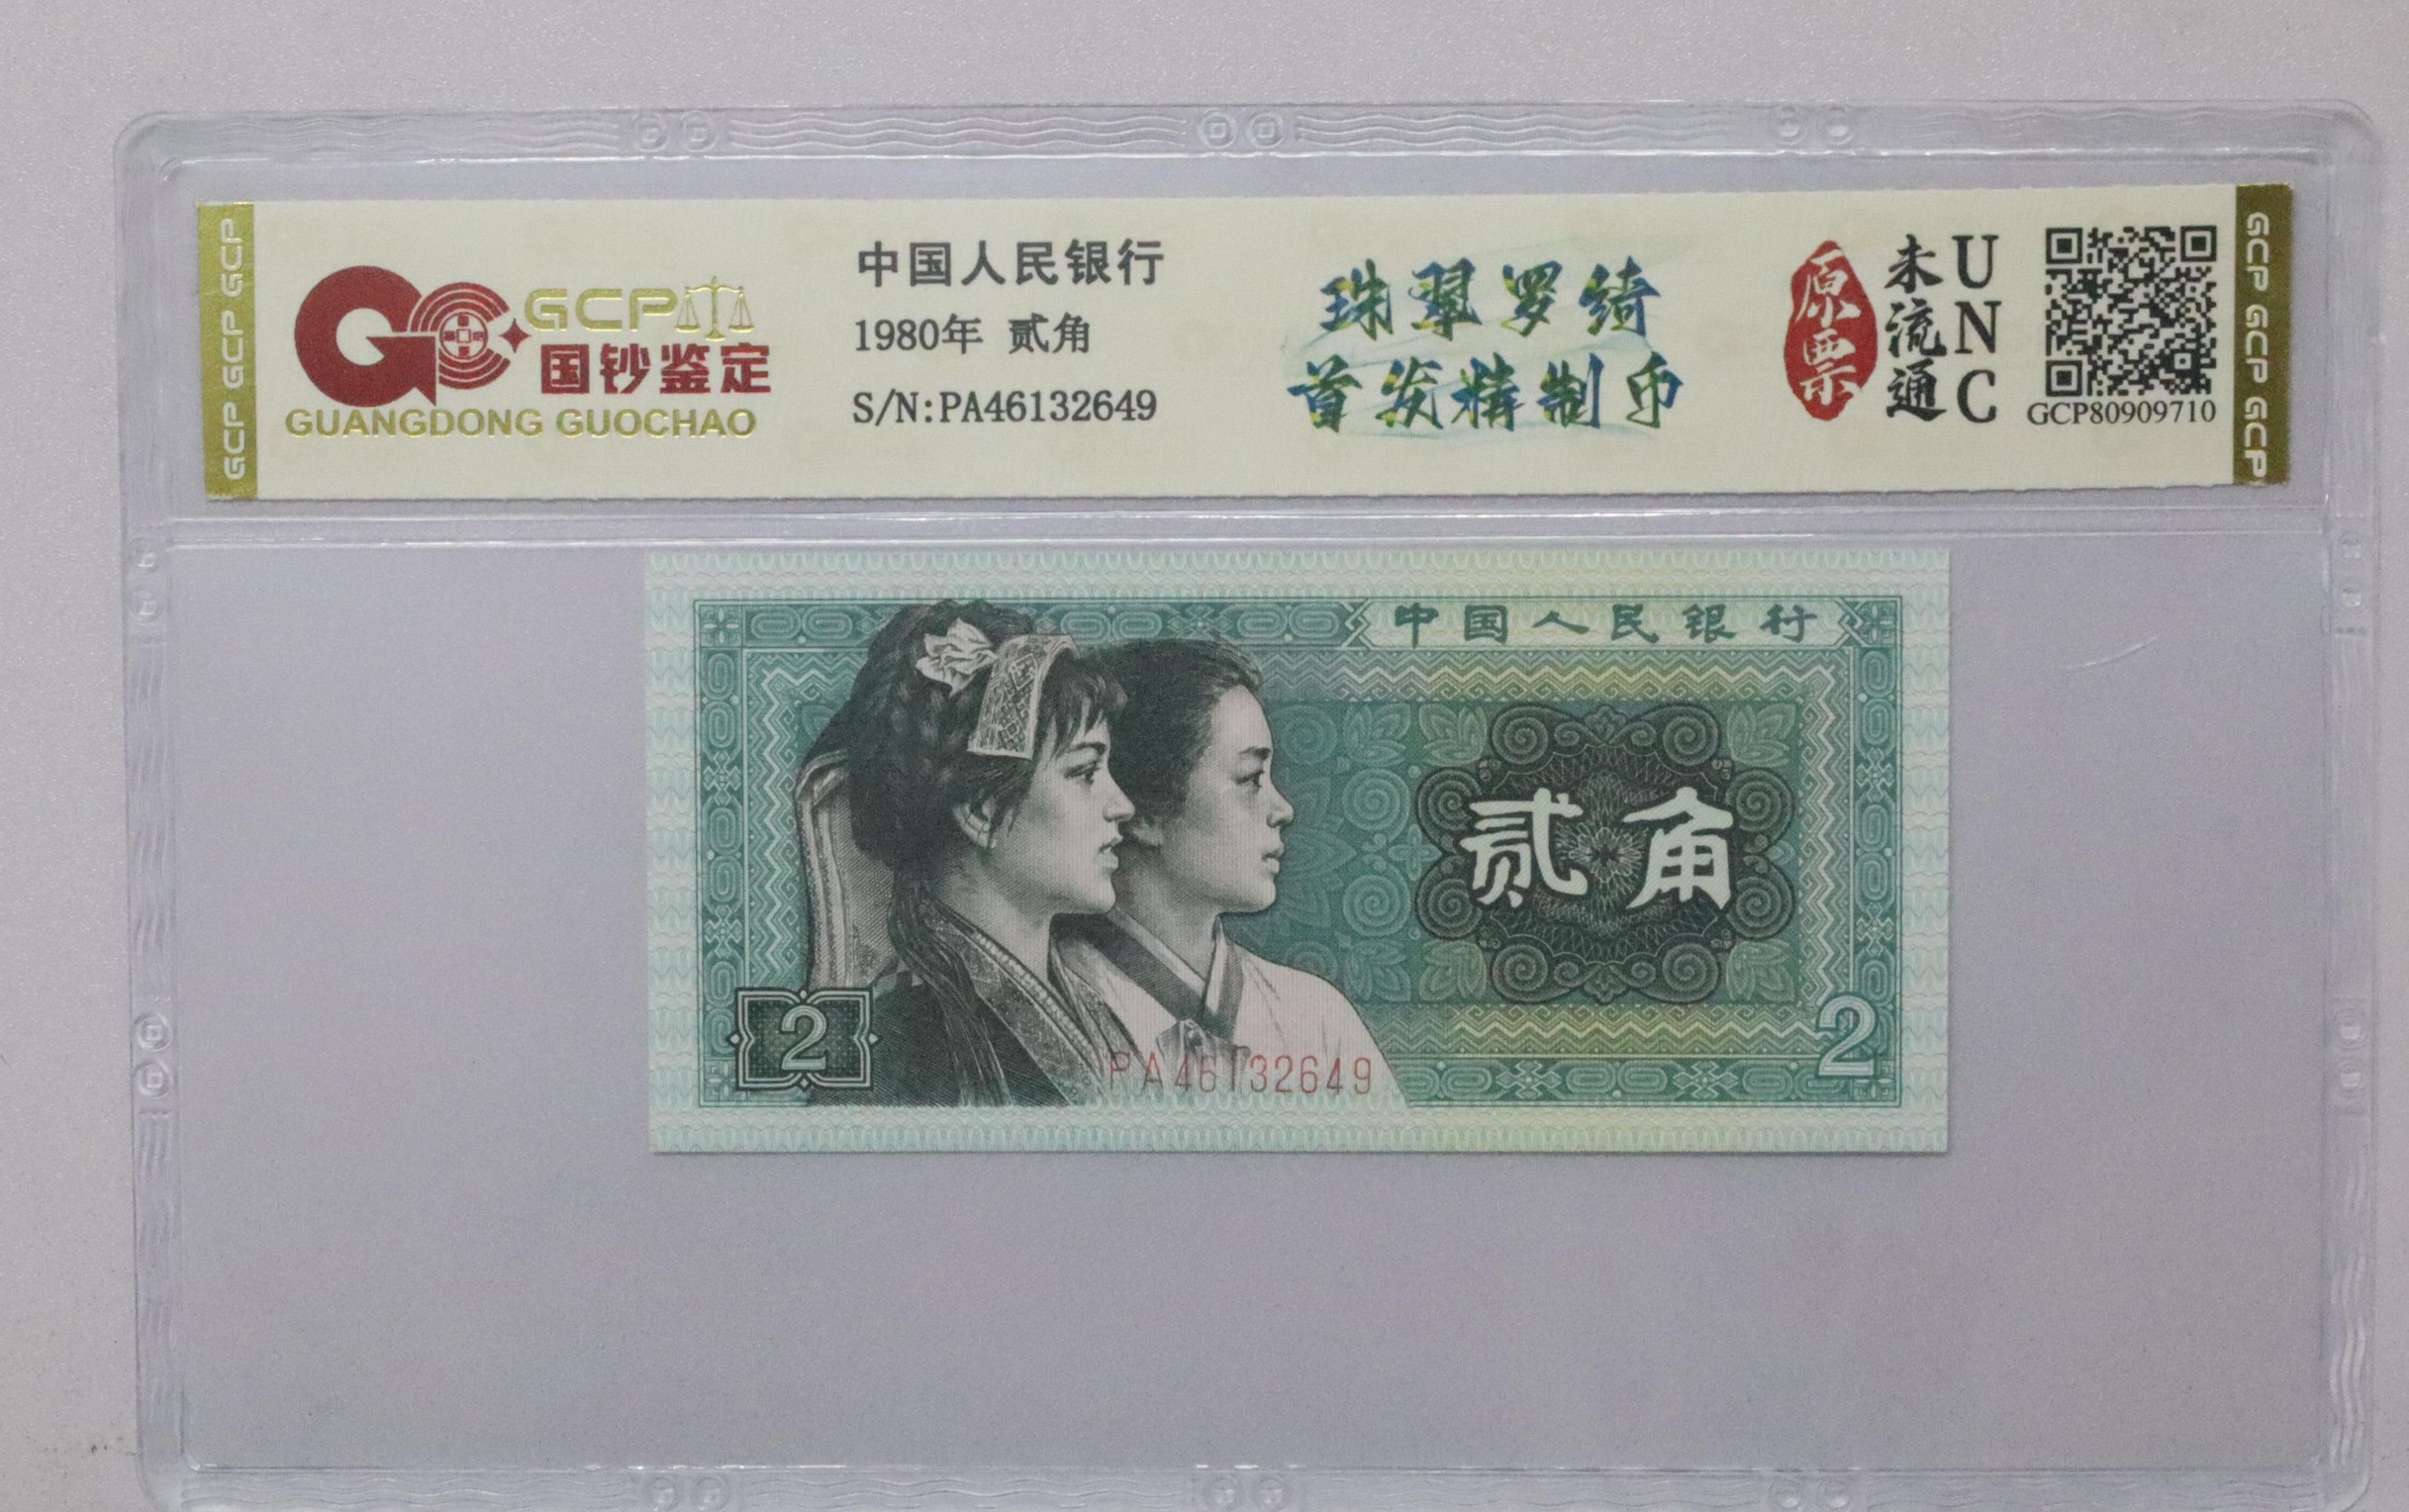 GCP GCP GCP
GCP
国钞鉴定
GUANGDONG GUOCHAO
中国人民银行
1980年 贰角
S/N:PA46132649
珠翠罗绮
首发精制币
原票
未流通
UNC
GCP80909710
GCP GCP GCP
中国人民银行
贰角
2
2
PA46132649